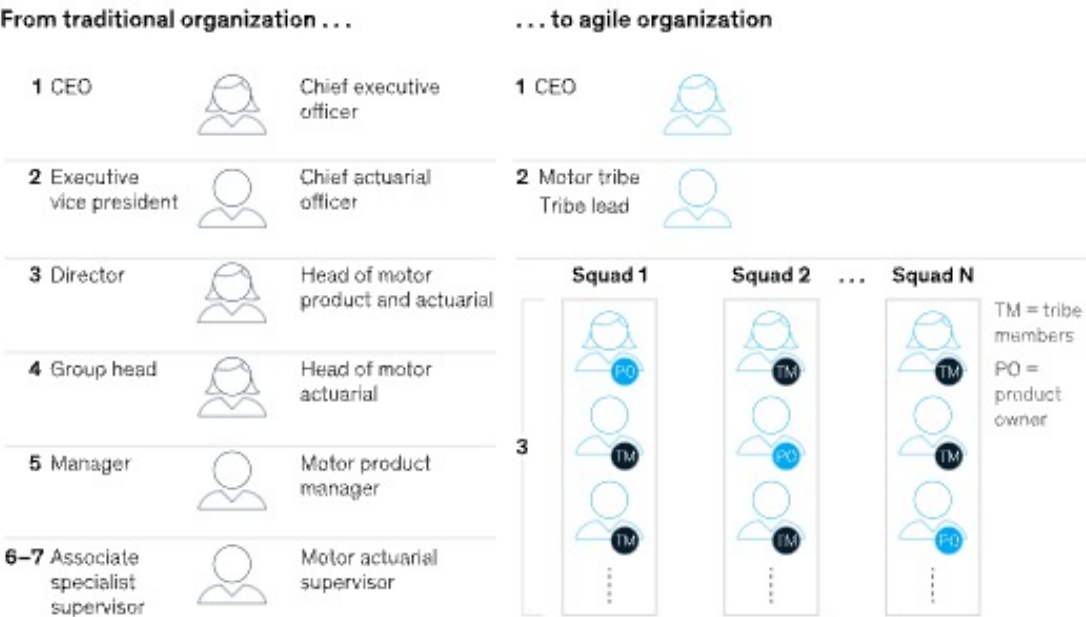 From traditional organization ...
1 CEO
Chief executive
officer
2 Executive
vice president
Chief actuarial
officer
3 Director
Head of motor
product and actuarial
4 Group head
Head of motor
actuarial
5 Manager
Motor product
manager
6–7 Associate
specialist
supervisor
Motor actuarial
supervisor
... to agile organization
1 CEO
2 Motor tribe
Tribe lead
3
Squad 1
PO
TM
TM
Squad 2
TM
PO
TM
...
Squad N
TM
TM
PO
TM = tribe
members
PO =
product
owner